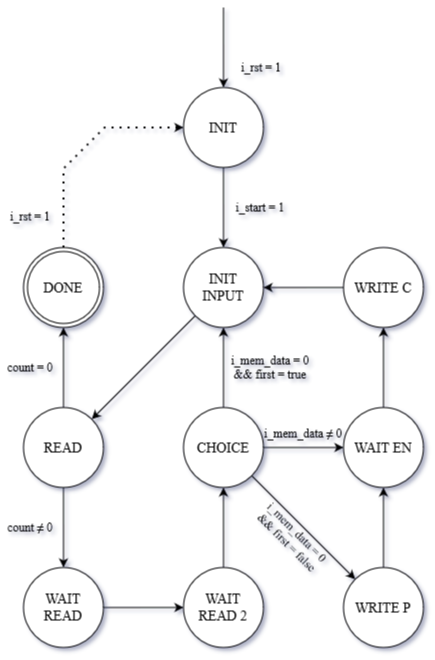 i_rst = 1
INIT
i_start = 1
i_rst = 1
DONE
INIT
INPUT
WRITE C
count = 0
i_mem_data = 0
&& first = true
READ
CHOICE
i_mem_data ≠ 0
WAIT EN
count ≠ 0
i_mem_data = 0
&& first = false
WAIT
READ
WAIT
READ 2
WRITE P